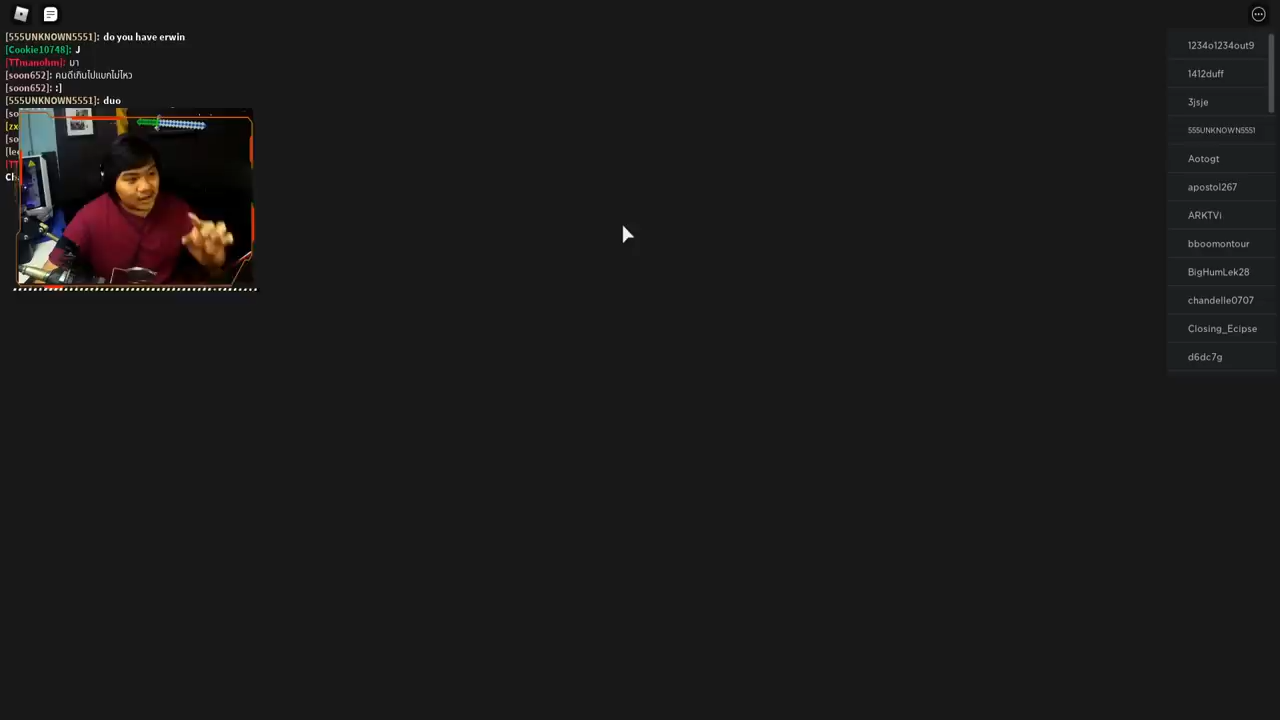 [555UNKNOWN5551]: do you have erwin
[Cookie10748]: J
[TTmanohm]: มา
[soon652]: คนดีเกินไปแบกไม่ไหว
[soon652]: :]
[555UNKNOWN5551]: duo
1234o1234out9
1412duff
3jsje
555UNKNOWN5551
Aotogt
apostol267
ARKTVi
bboomontour
BigHumLek28
chandelle0707
Closing_Ecipse
d6dc7g